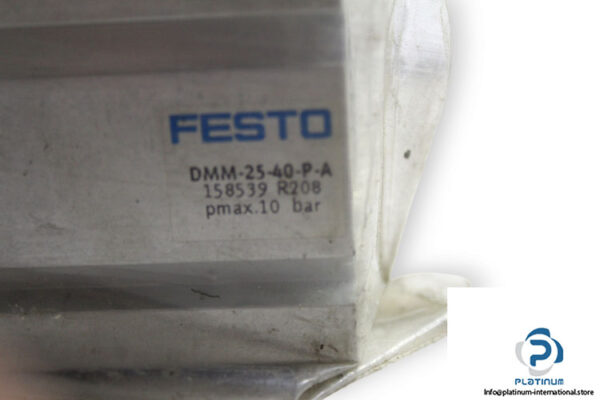 FESTO
DMM-25-40-P-A
158539 R208
pmax.10 bar
PLATINUM
Info@platinum-international.store